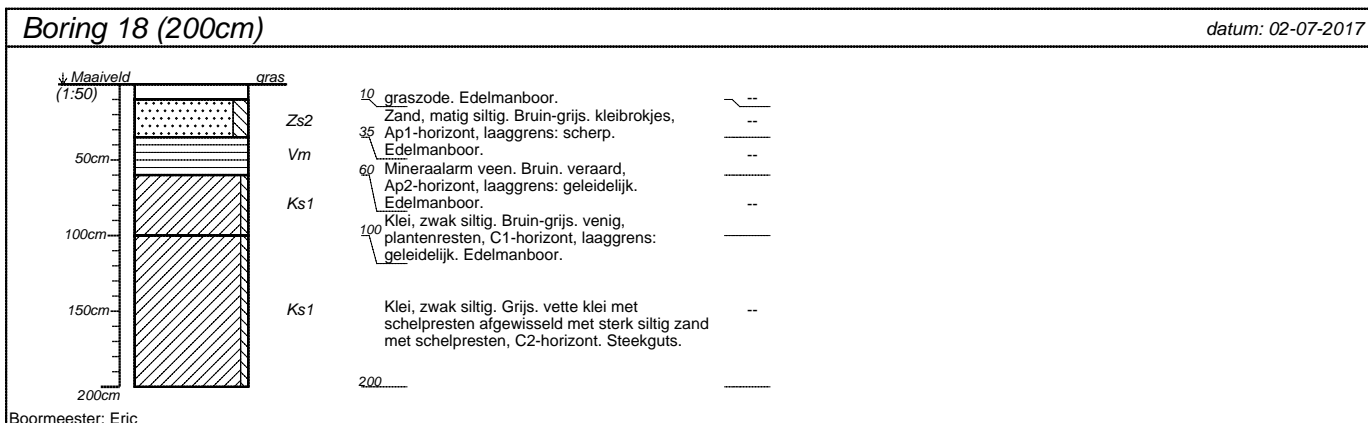 Boring 18 (200cm)
datum: 02-07-2017
Maaiveld
gras
(1:50)
10 graszode. Edelmanboor.
--
Zs2
Zand, matig siltig. Bruin-grijs. kleibrokjes,
--
35 Ap1-horizont, laaggrens: scherp.
Edelmanboor.
50cm
Vm
--
60 Mineraalarm veen. Bruin. veraard,
Ap2-horizont, laaggrens: geleidelijk.
Edelmanboor.
Ks1
--
Klei, zwak siltig. Bruin-grijs. venig,
100cm
100 plantenresten, C1-horizont, laaggrens:
geleidelijk. Edelmanboor.
150cm
Ks1
Klei, zwak siltig. Grijs. vette klei met
--
schelpresten afgewisseld met sterk siltig zand
met schelpresten, C2-horizont. Steekguts.
200
200cm
Boormeester: Eric